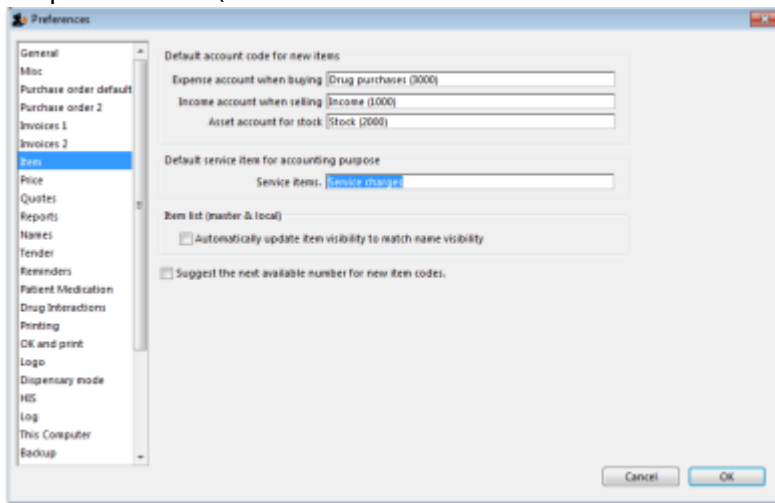 Preferences
General
Misc
Purchase order default
Purchase order 2
Invoices 1
Invoices 2
Item
Price
Quotes
Reports
Names
Tender
Reminders
Patient Medication
Drug Interactions
Printing
OK and print
Logo
Dispensary mode
HIS
Log
This Computer
Backup
Default account code for new items
Expense account when buying Drug purchases (3000)
Income account when selling Income (1000)
Asset account for stock Stock (2000)
Default service item for accounting purpose
Service items. Service charges
Item list (master & local)
Automatically update item visibility to match name visibility
Suggest the next available number for new item codes.
Cancel OK